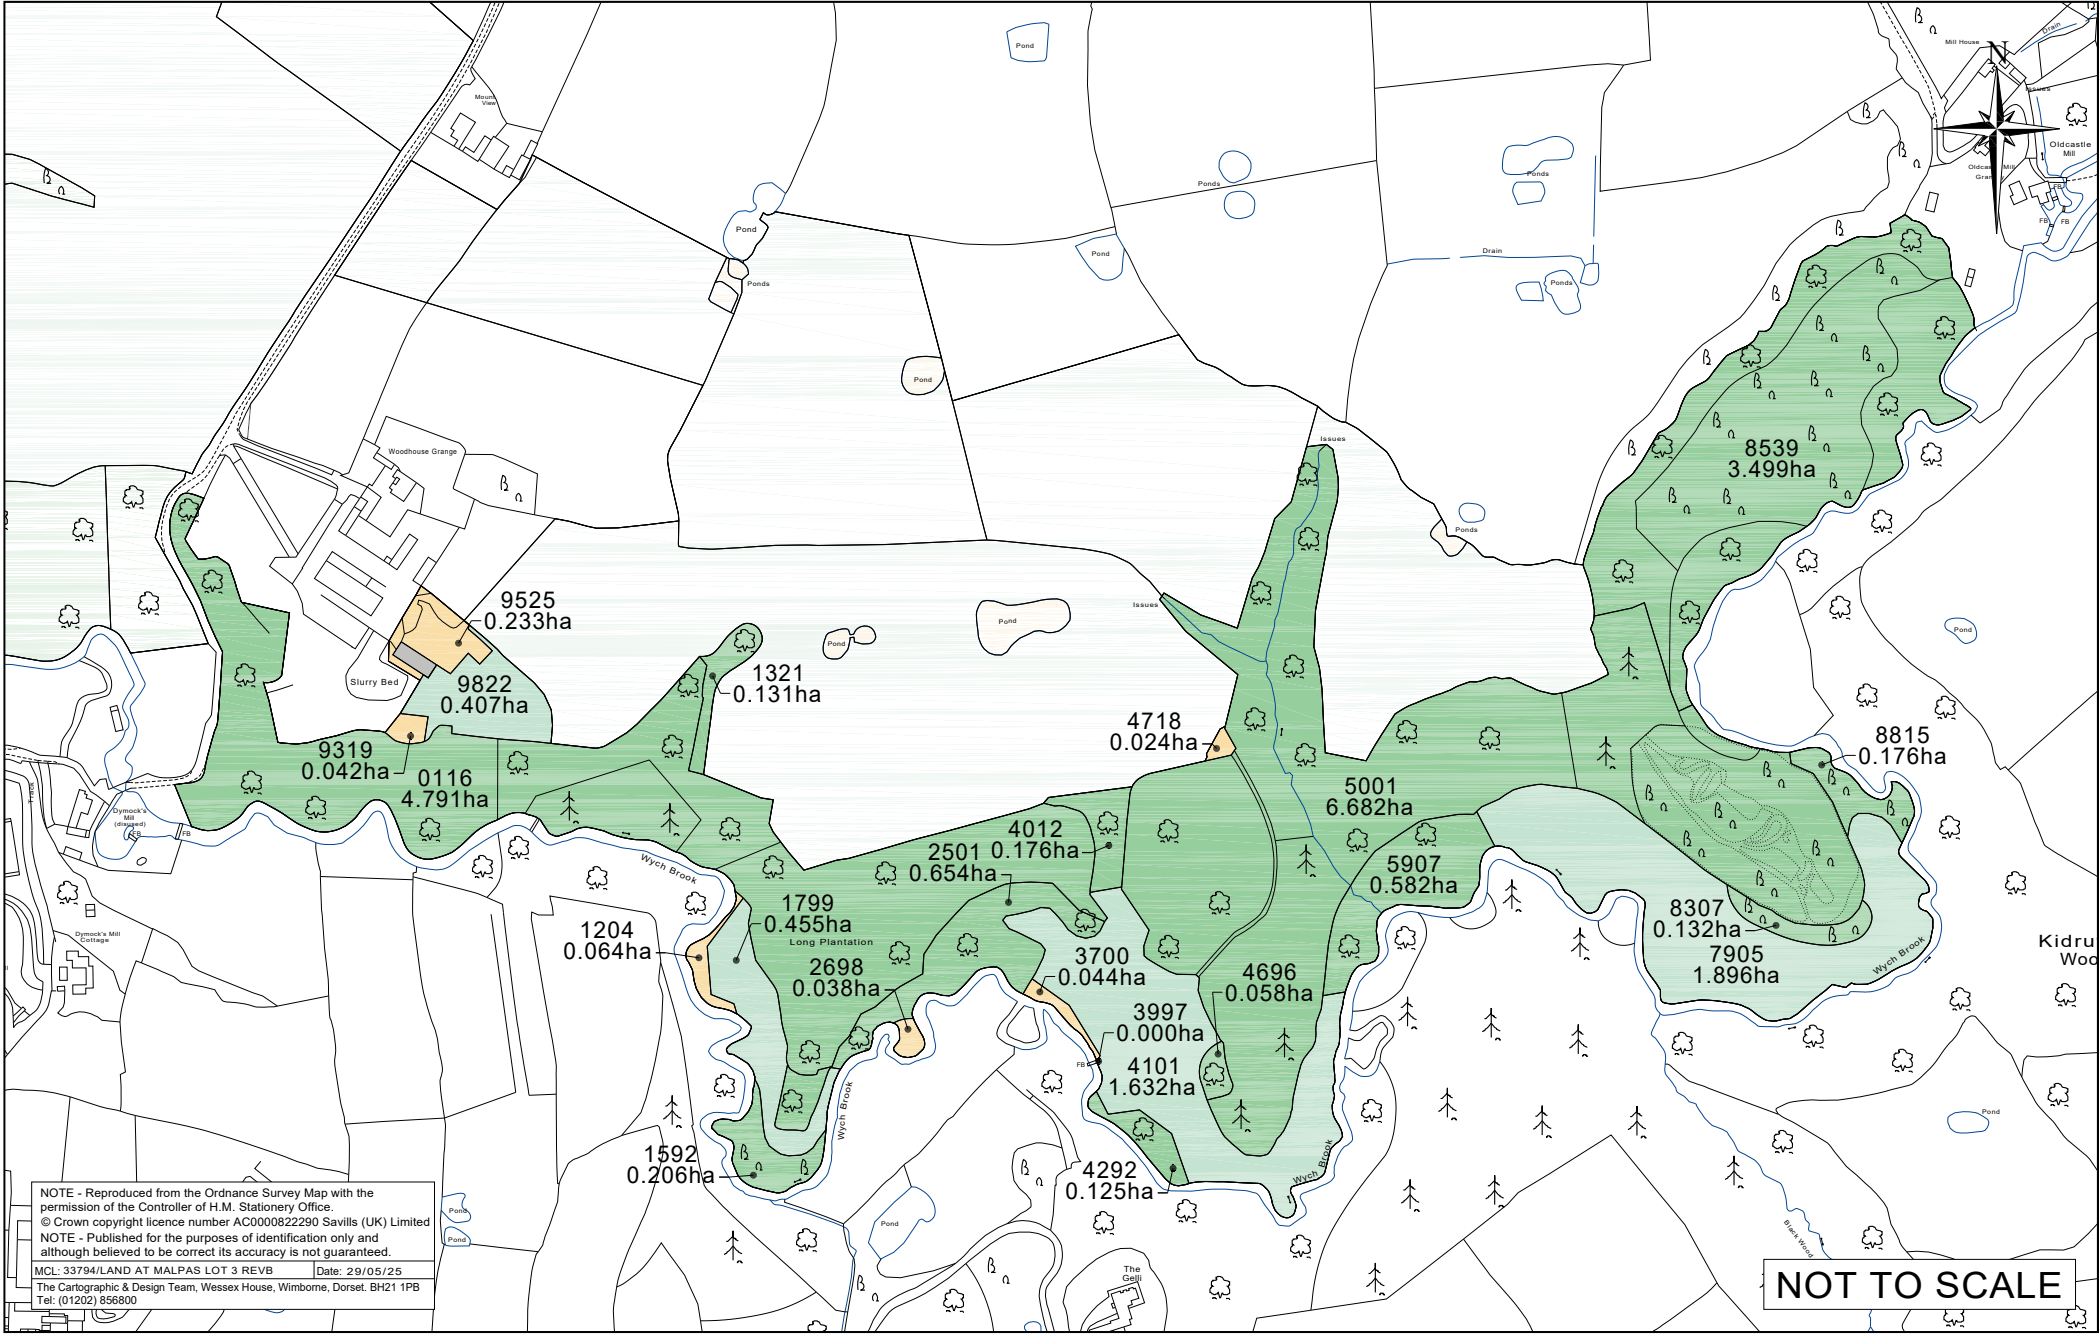 Pond
Mill House
N
Drain
Issues
Mount
View
Oldcastle
Mill
Ponds
Ponds
FB
FB
FB
Pond
Pond
Drain
Ponds
Ponds
Pond
Issues
Woodhouse Grange
8539
3.499ha
Ponds
9525
0.233ha
Issues
Pond
Pond
Pond
Slurry Bed
9822
0.407ha
1321
0.131ha
4718
0.024ha
8815
0.176ha
9319
0.042ha
0116
4.791ha
5001
6.682ha
Track
Dymock's
Mill
(disused)
FB
FB
4012
0.176ha
2501
0.654ha
Wych Brook
5907
0.582ha
1799
0.455ha
Long Plantation
1204
0.064ha
8307
0.132ha
7905
1.896ha
Wych Brook
Dymock's Mill
Cottage
Kidru
Woo
2698
0.038ha
3700
0.044ha
4696
0.058ha
3997
0.000ha
FB
4101
1.632ha
Wych Brook
Pond
1592
0.206ha
4292
0.125ha
Wych Brook
Pond
Pond
Pond
Black Wood
The
Gelli
NOTE - Reproduced from the Ordnance Survey Map with the
permission of the Controller of H.M. Stationery Office.
© Crown copyright licence number AC0000822290 Savills (UK) Limited
NOTE - Published for the purposes of identification only and
although believed to be correct its accuracy is not guaranteed.
MCL: 33794/LAND AT MALPAS LOT 3 REVB
Date: 29/05/25
The Cartographic & Design Team, Wessex House, Wimborne, Dorset. BH21 1PB
Tel: (01202) 856800
NOT TO SCALE